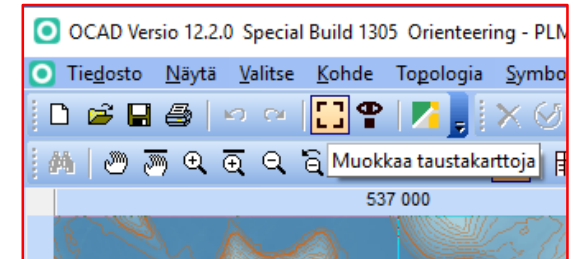 OCAD Versio 12.2.0 Special Build 1305 Orienteering - PLM
Tiedosto Näytä Valitse Kohde Topologia Symbo
Muokkaa taustakarttoja
537 000